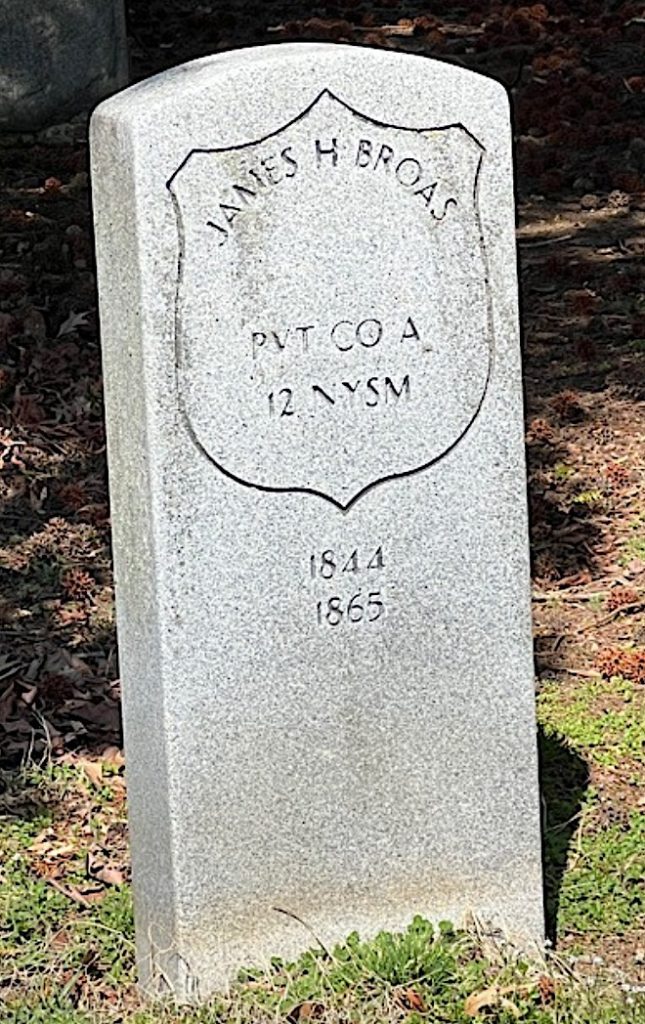 JAMES H BROAS
PVT CO A
12 NYSM
1844
1865